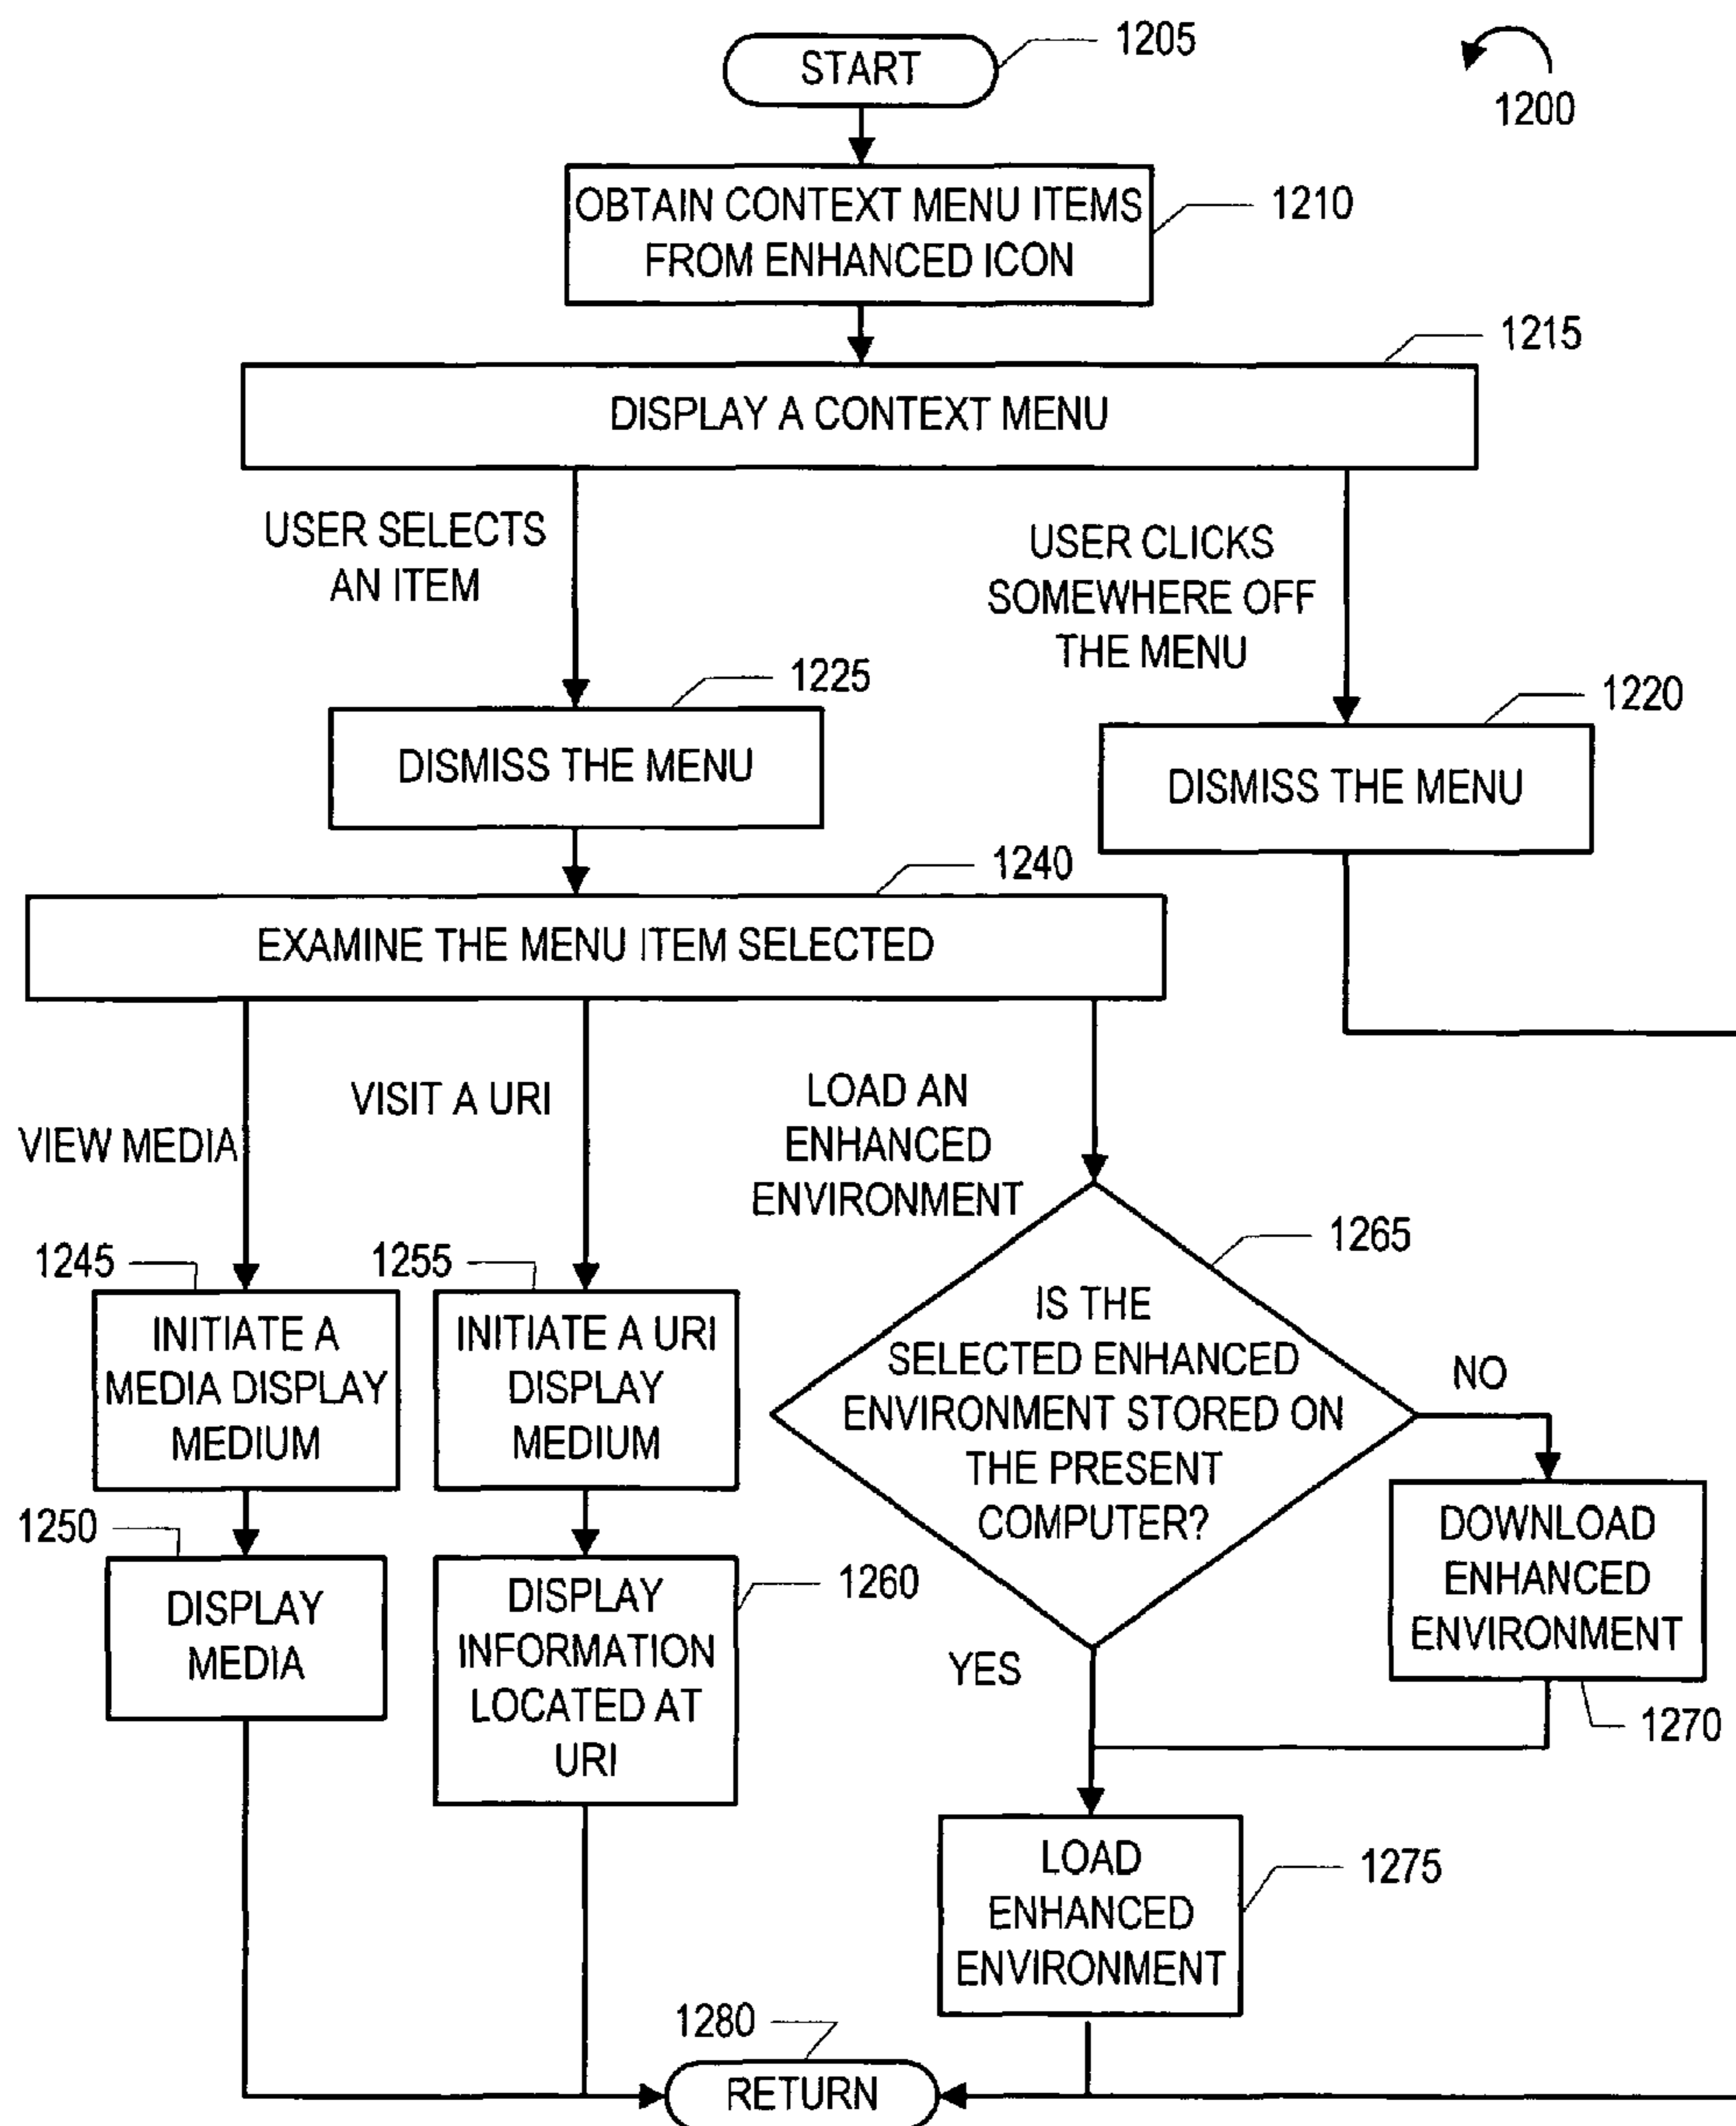 START
1205
1200
OBTAIN CONTEXT MENU ITEMS
FROM ENHANCED ICON
1210
1215
DISPLAY A CONTEXT MENU
USER SELECTS
AN ITEM
USER CLICKS
SOMEWHERE OFF
THE MENU
1225
DISMISS THE MENU
1220
DISMISS THE MENU
1240
EXAMINE THE MENU ITEM SELECTED
VIEW MEDIA
VISIT A URI
LOAD AN
ENHANCED
ENVIRONMENT
1245
INITIATE A
MEDIA DISPLAY
MEDIUM
1255
INITIATE A URI
DISPLAY
MEDIUM
1265
IS THE
SELECTED ENHANCED
ENVIRONMENT STORED ON
THE PRESENT
COMPUTER?
NO
YES
1250
DISPLAY
MEDIA
1260
DISPLAY
INFORMATION
LOCATED AT
URI
DOWNLOAD
ENHANCED
ENVIRONMENT
1270
LOAD
ENHANCED
ENVIRONMENT
1275
1280
RETURN